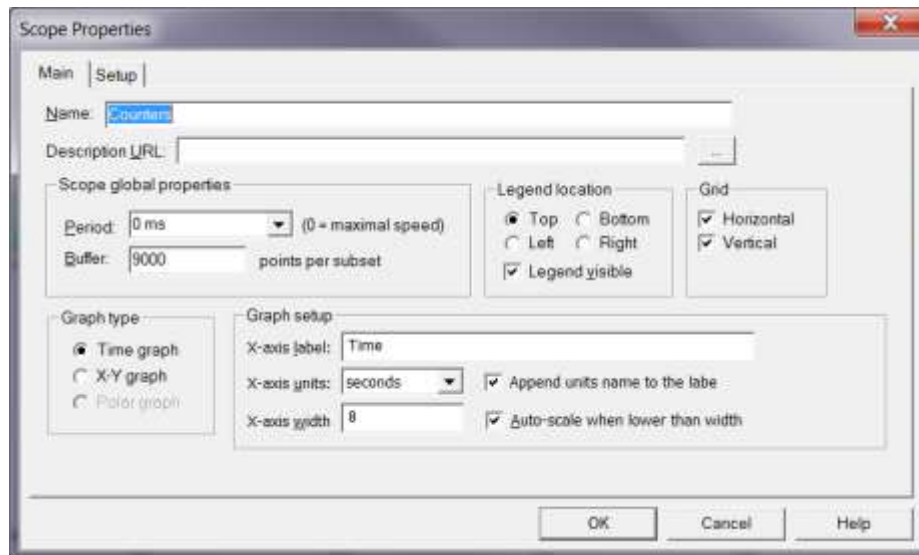 Scope Properties
Main Setup
Name: Counters
Description URL: ...
Scope global properties
Period: 0 ms (0 = maximal speed)
Buffer: 9000 points per subset
Legend location
Top Bottom
Left Right
Legend visible
Grid
Horizontal
Vertical
Graph type
Time graph
X-Y graph
Polar graph
Graph setup
X-axis label: Time
X-axis units: seconds Append units name to the labe
X-axis width 8 Auto-scale when lower than width
OK Cancel Help